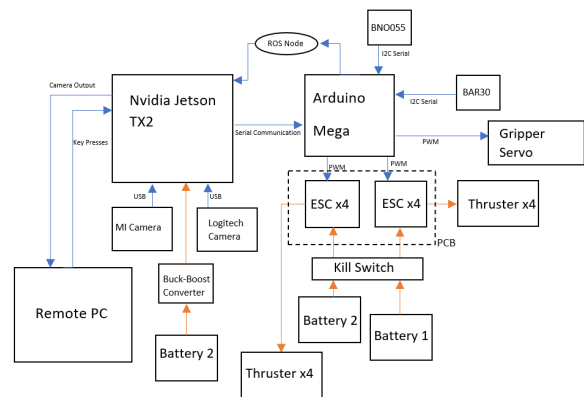 BNO055
ROS Node
I2C Serial
Camera Output
Nvidia Jetson
TX2
Arduino
Mega
BAR30
I2C Serial
Key Presses
Serial Communication
PWM
Gripper
Servo
USB
USB
PWM
PWM
MI Camera
Logitech
Camera
ESC x4
ESC x4
Thruster x4
PCB
Kill Switch
Remote PC
Buck-Boost
Converter
Battery 2
Battery 1
Battery 2
Thruster x4